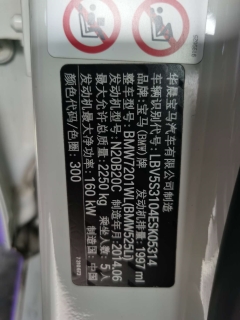 华晨宝马汽车有限公司制造
车辆识别代号: LBV5S3104ESK05314
品牌: 宝马(BMW)牌
整车型号: BMW7201WL(BMW525Li)
发动机型号: N20B20C 发动机排量: 1997 ml
最大允许总质量: 2250 kg 乘坐人数: 5 人
发动机最大净功率: 160 kW 制造年月: 2014.06
颜色代码/色圈: 300 制造国: 中国